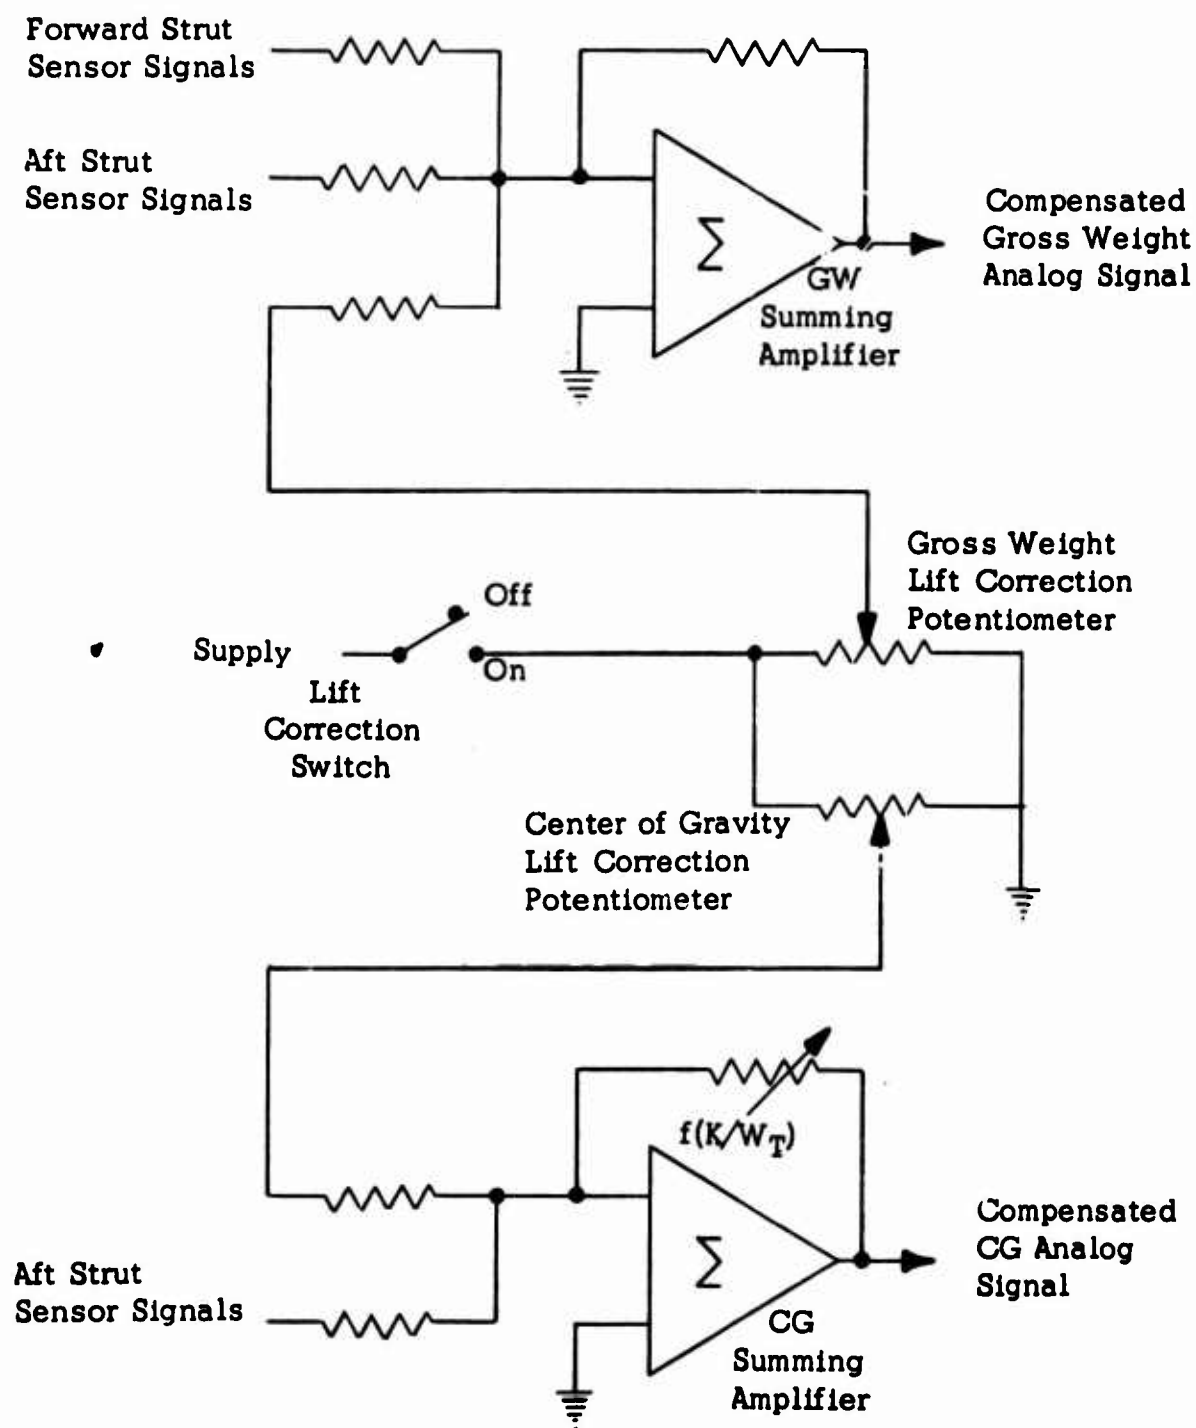 Forward Strut
Sensor Signals
Aft Strut
Sensor Signals
Compensated
Gross Weight
Analog Signal
Σ
GW
Summing
Amplifier
Gross Weight
Lift Correction
Potentiometer
Off
Supply
On
Lift
Correction
Switch
Center of Gravity
Lift Correction
Potentiometer
f(K/W_T)
Compensated
CG Analog
Signal
Σ
Aft Strut
Sensor Signals
CG
Summing
Amplifier